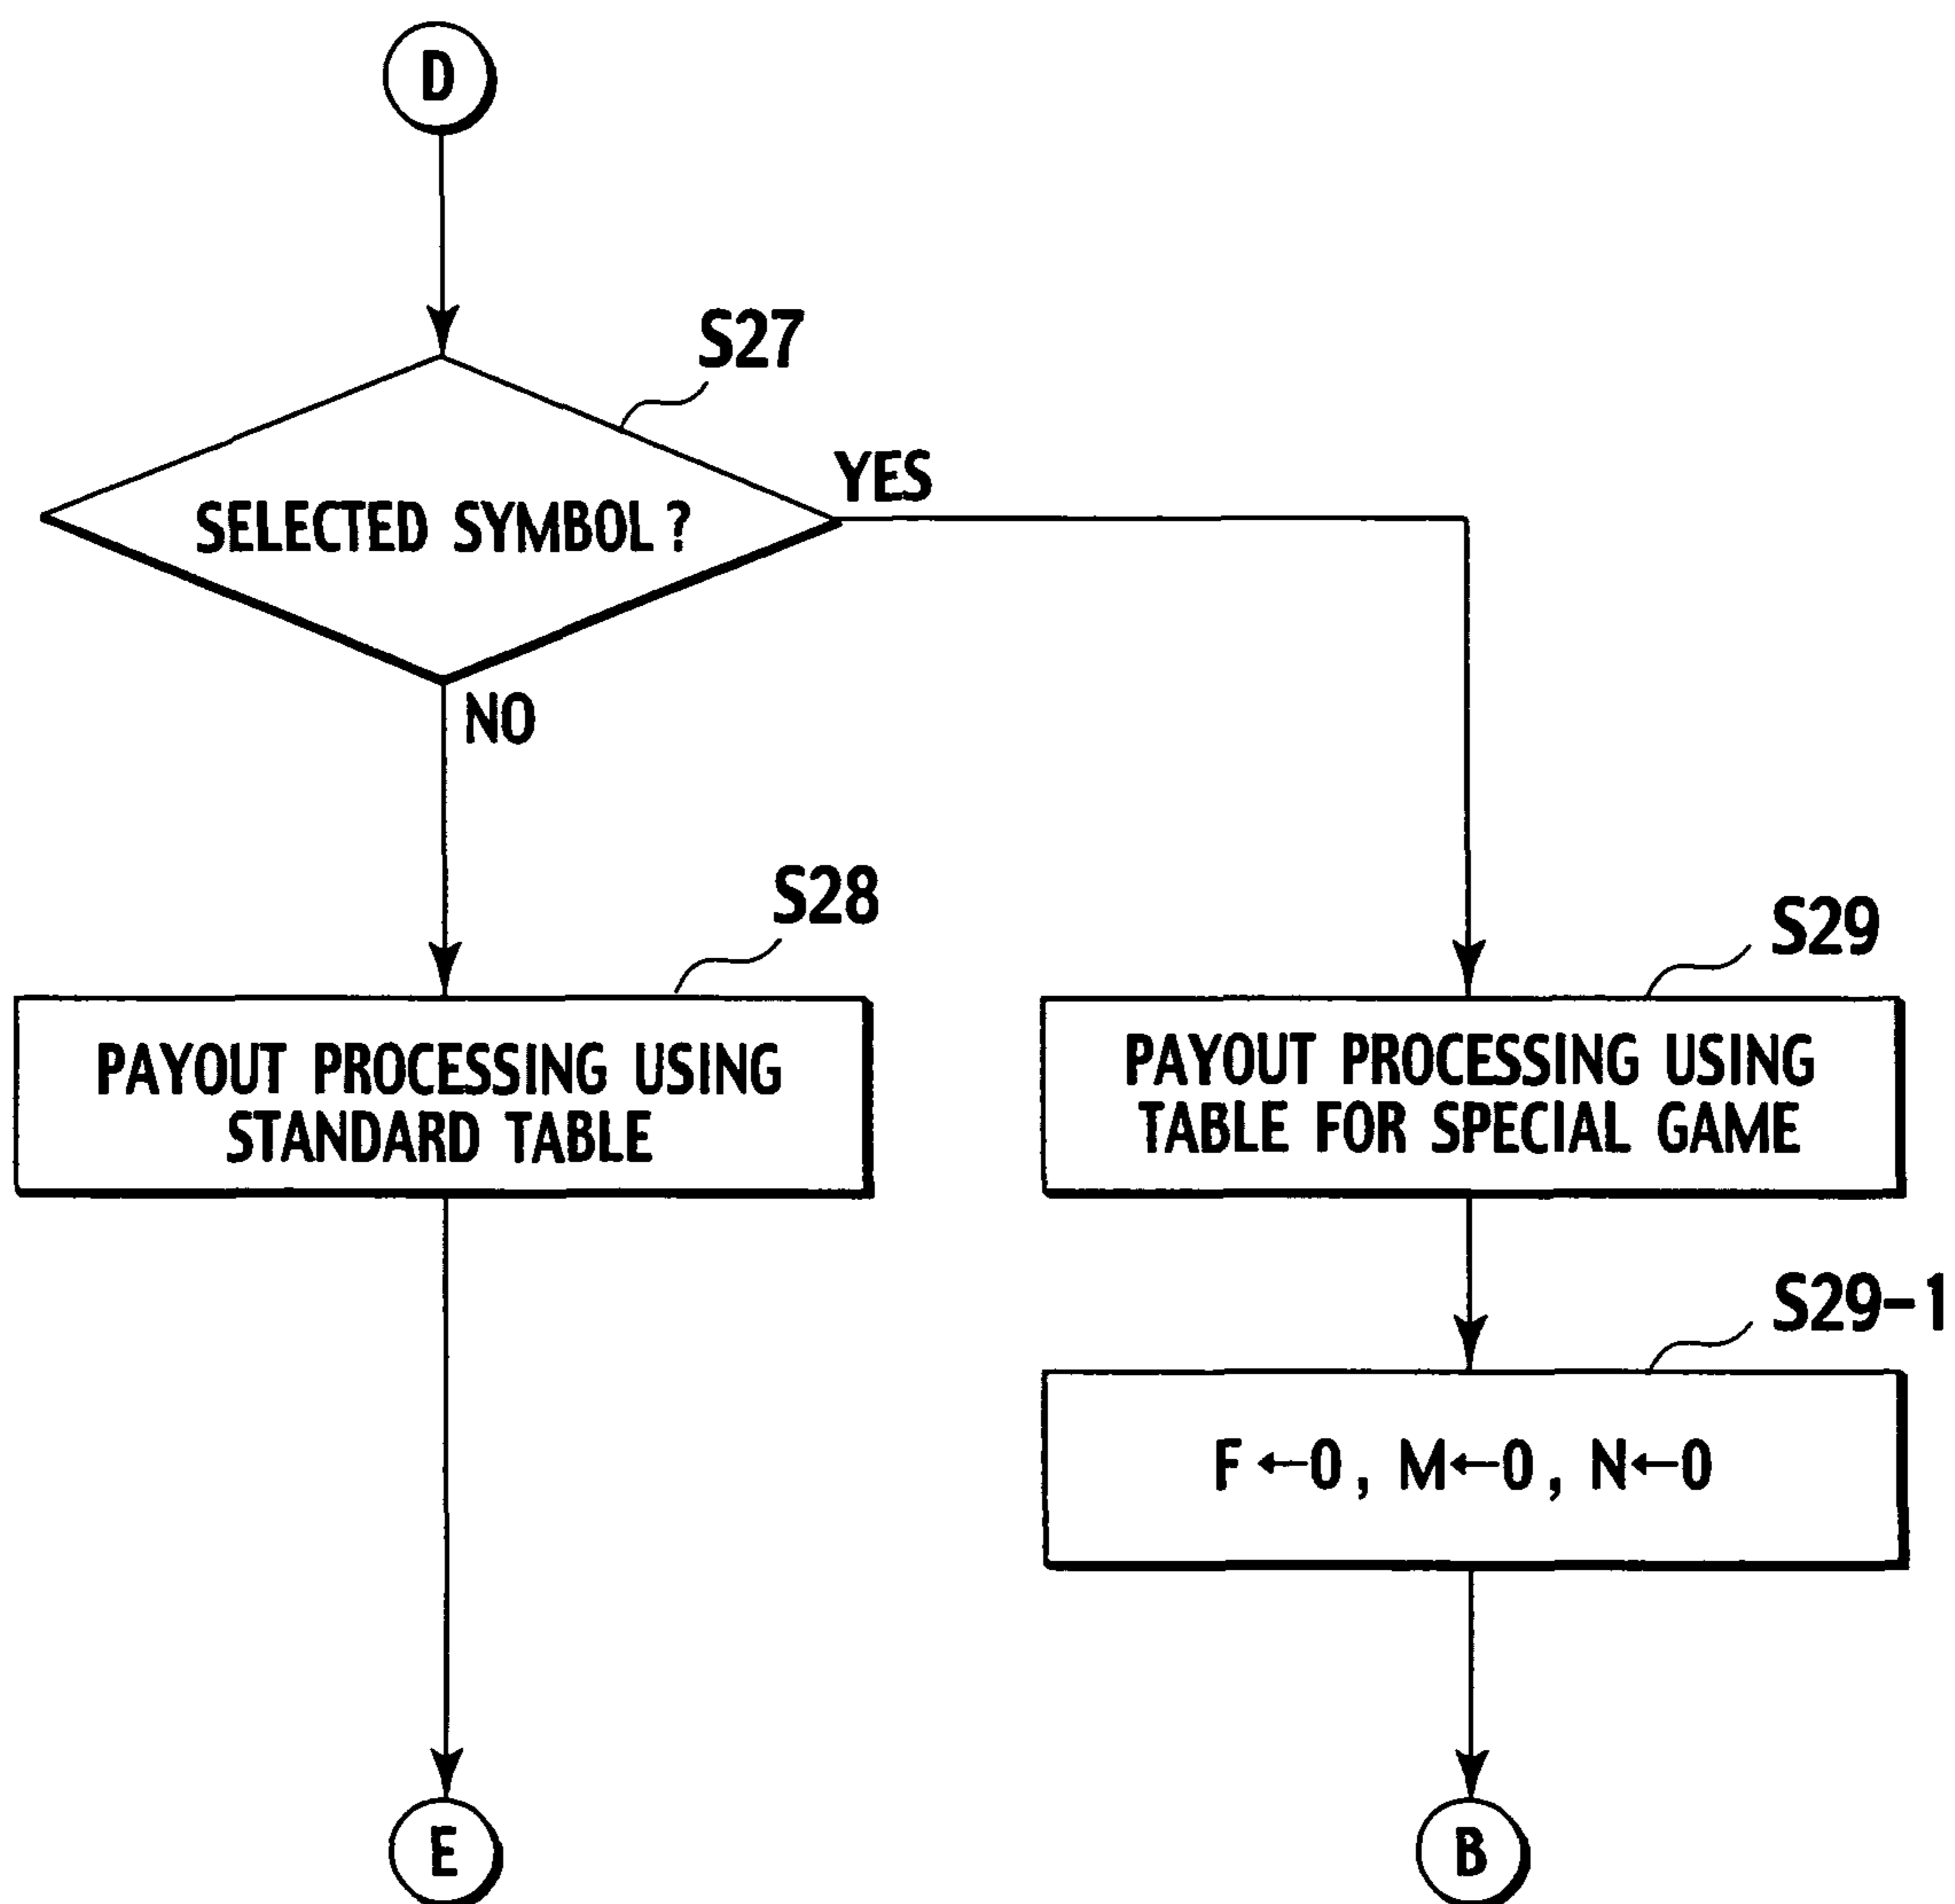 D
S27
YES
SELECTED SYMBOL ?
NO
S28
S29
PAYOUT PROCESSING USING
STANDARD TABLE
PAYOUT PROCESSING USING
TABLE FOR SPECIAL GAME
S29-1
F←0, M←0, N←0
E
B